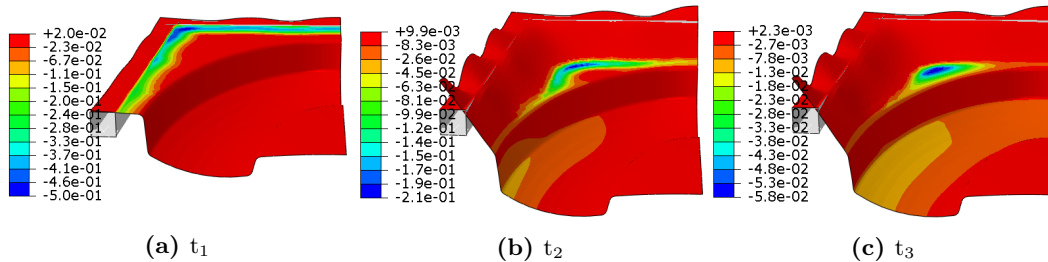 +2.0e-02
-2.3e-02
-6.7e-02
-1.1e-01
-1.5e-01
-2.0e-01
-2.4e-01
-2.8e-01
-3.3e-01
-3.7e-01
-4.1e-01
-4.6e-01
-5.0e-01
(a) t₁
+9.9e-03
-8.3e-03
-2.6e-02
-4.5e-02
-6.3e-02
-8.1e-02
-9.9e-02
-1.2e-01
-1.4e-01
-1.5e-01
-1.7e-01
-1.9e-01
-2.1e-01
(b) t₂
+2.3e-03
-2.7e-03
-7.8e-03
-1.3e-02
-1.8e-02
-2.3e-02
-2.8e-02
-3.3e-02
-3.8e-02
-4.3e-02
-4.8e-02
-5.3e-02
-5.8e-02
(c) t₃